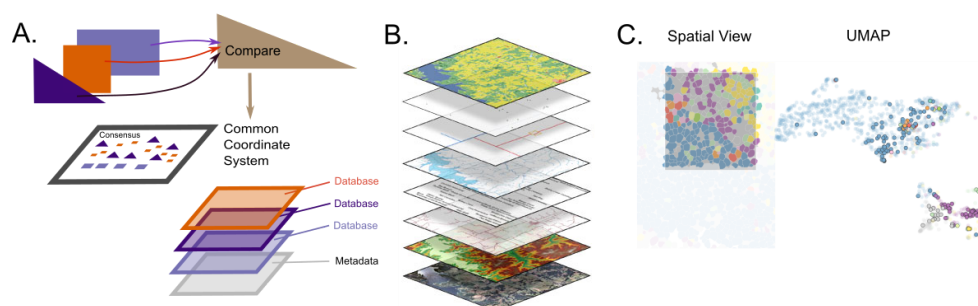 A.
Compare
Consensus
Common
Coordinate
System
Database
Database
Database
Metadata
B.
C.
Spatial View
UMAP